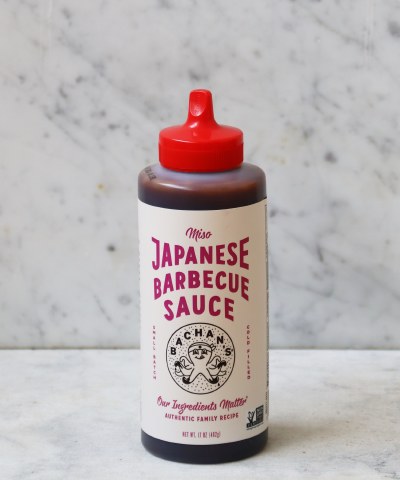 Miso
JAPANESE
BARBECUE
SAUCE
SMALL BATCH
BACHAN'S
COLD FILLED
Our Ingredients Matter
AUTHENTIC FAMILY RECIPE
NET WT. 17 OZ (482g)